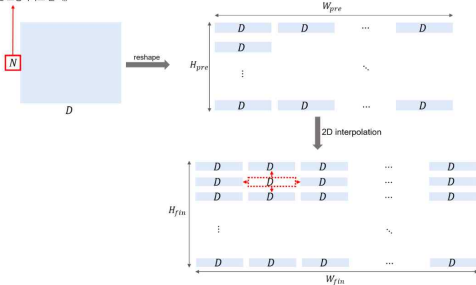 N
D
reshape
W_pre
H_pre
D D ... D
D
⋮ ⋱
D D ... D
2D interpolation
H_fin
D D D ... D
D D D ... D
D D D ... D
⋮ ⋱
D D D ... D
W_fin